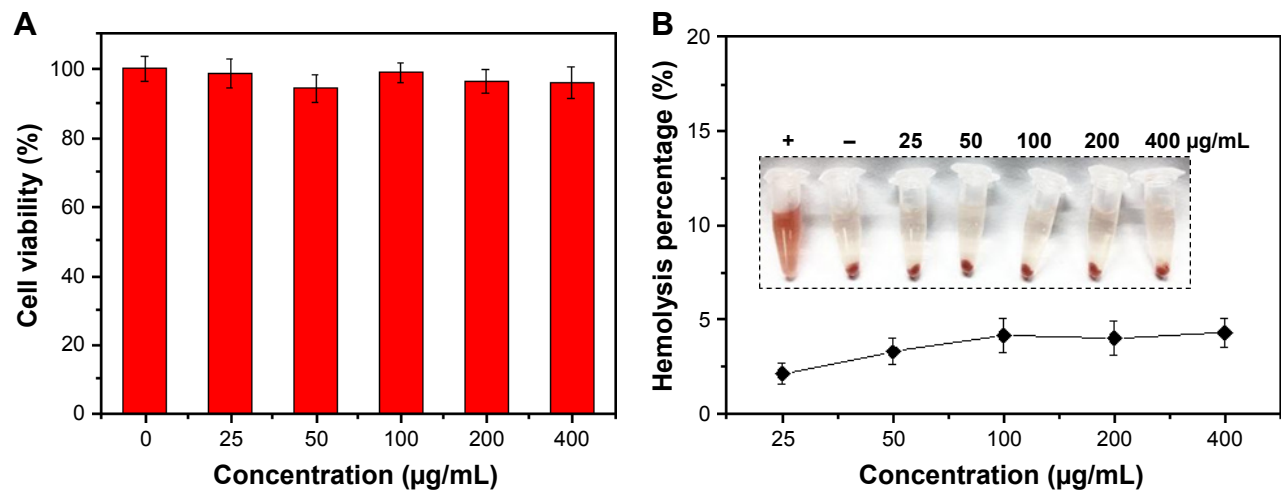 A
Cell viability (%)
100
80
60
40
20
0
0 25 50 100 200 400
Concentration (µg/mL)
B
Hemolysis percentage (%)
20
15
10
5
0
+ − 25 50 100 200 400 µg/mL
25 50 100 200 400
Concentration (µg/mL)